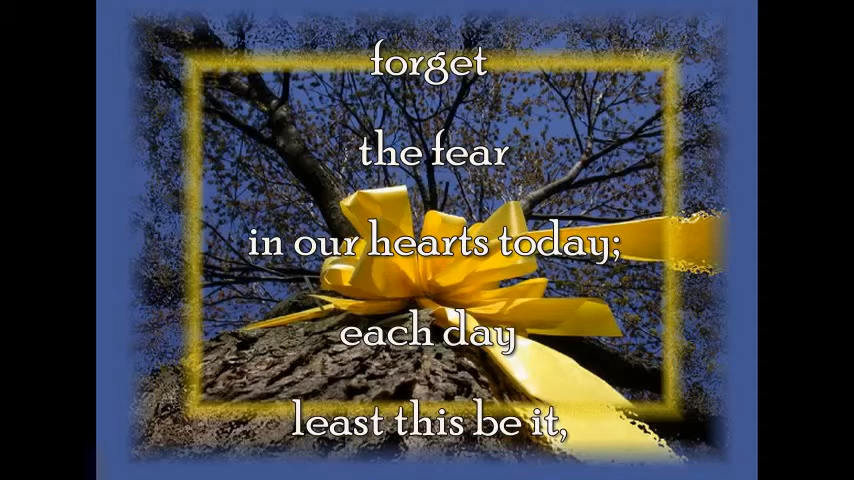 forget
the fear
in our hearts today;
each day
least this be it,